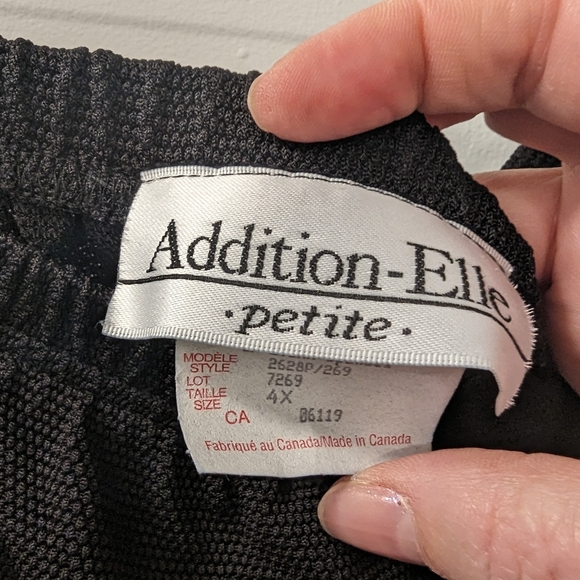 Addition-Elle
• petite •
MODÈLE
STYLE 2628P/269
LOT 7269
TAILLE
SIZE 4X
CA 06119
Fabriqué au Canada/Made in Canada